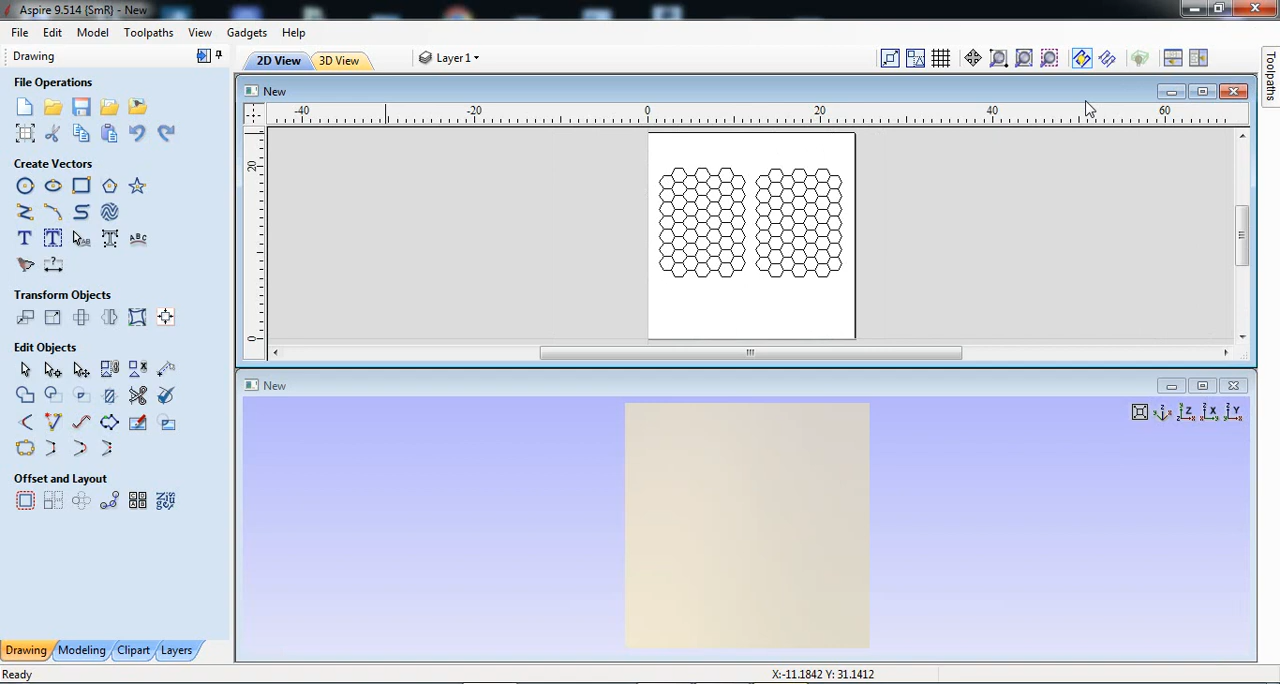 Aspire 9.514 {SmR} - New
File Edit Model Toolpaths View Gadgets Help
Drawing
2D View 3D View Layer 1
Toolpaths
File Operations
New
-40 -20 0 20 40 60
20
0
Create Vectors
Transform Objects
Edit Objects
New
Offset and Layout
Drawing Modeling Clipart Layers
Ready X:-11.1842 Y: 31.1412